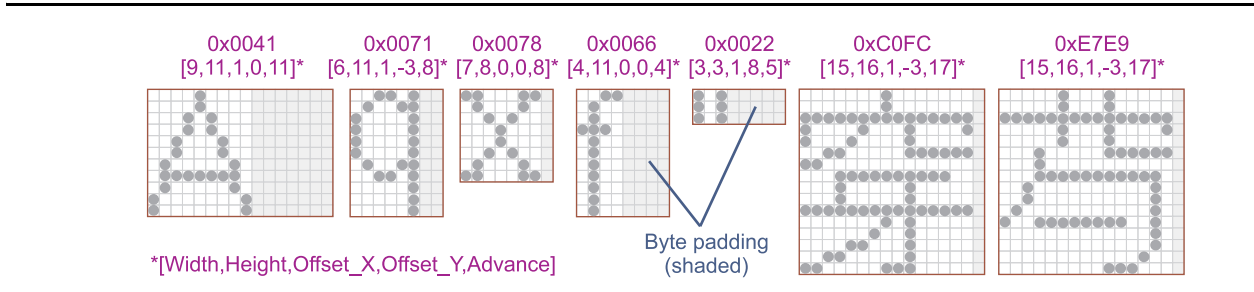 0x0041 0x0071 0x0078 0x0066 0x0022 0xC0FC 0xE7E9
[9,11,1,0,11]* [6,11,1,-3,8]* [7,8,0,0,8]* [4,11,0,0,4]* [3,3,1,8,5]* [15,16,1,-3,17]* [15,16,1,-3,17]*
Byte padding
(shaded)
*[Width,Height,Offset_X,Offset_Y,Advance]